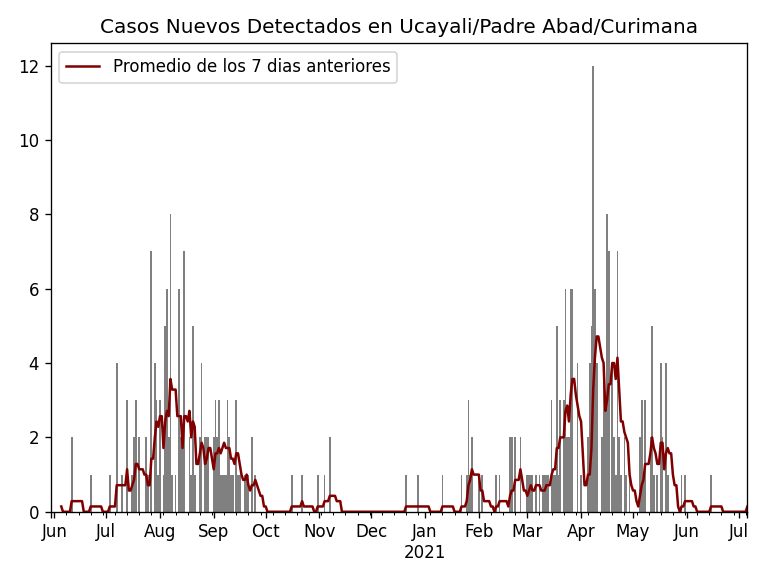 Casos Nuevos Detectados en Ucayali/Padre Abad/Curimana
Promedio de los 7 dias anteriores
12
10
8
6
4
2
0
Jun Jul Aug Sep Oct Nov Dec Jan Feb Mar Apr May Jun Jul
2021